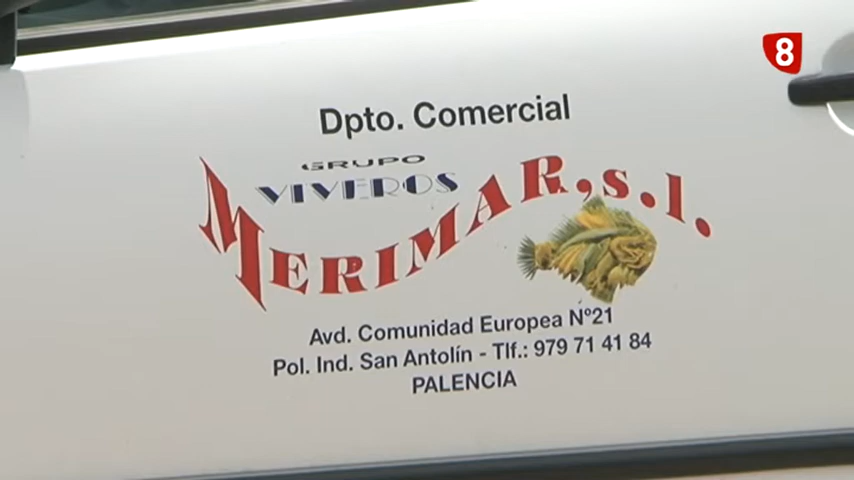 8
Dpto. Comercial
GRUPO
VIVEROS
MERIMAR, s.l.
Avd. Comunidad Europea Nº21
Pol. Ind. San Antolín - Tlf.: 979 71 41 84
PALENCIA